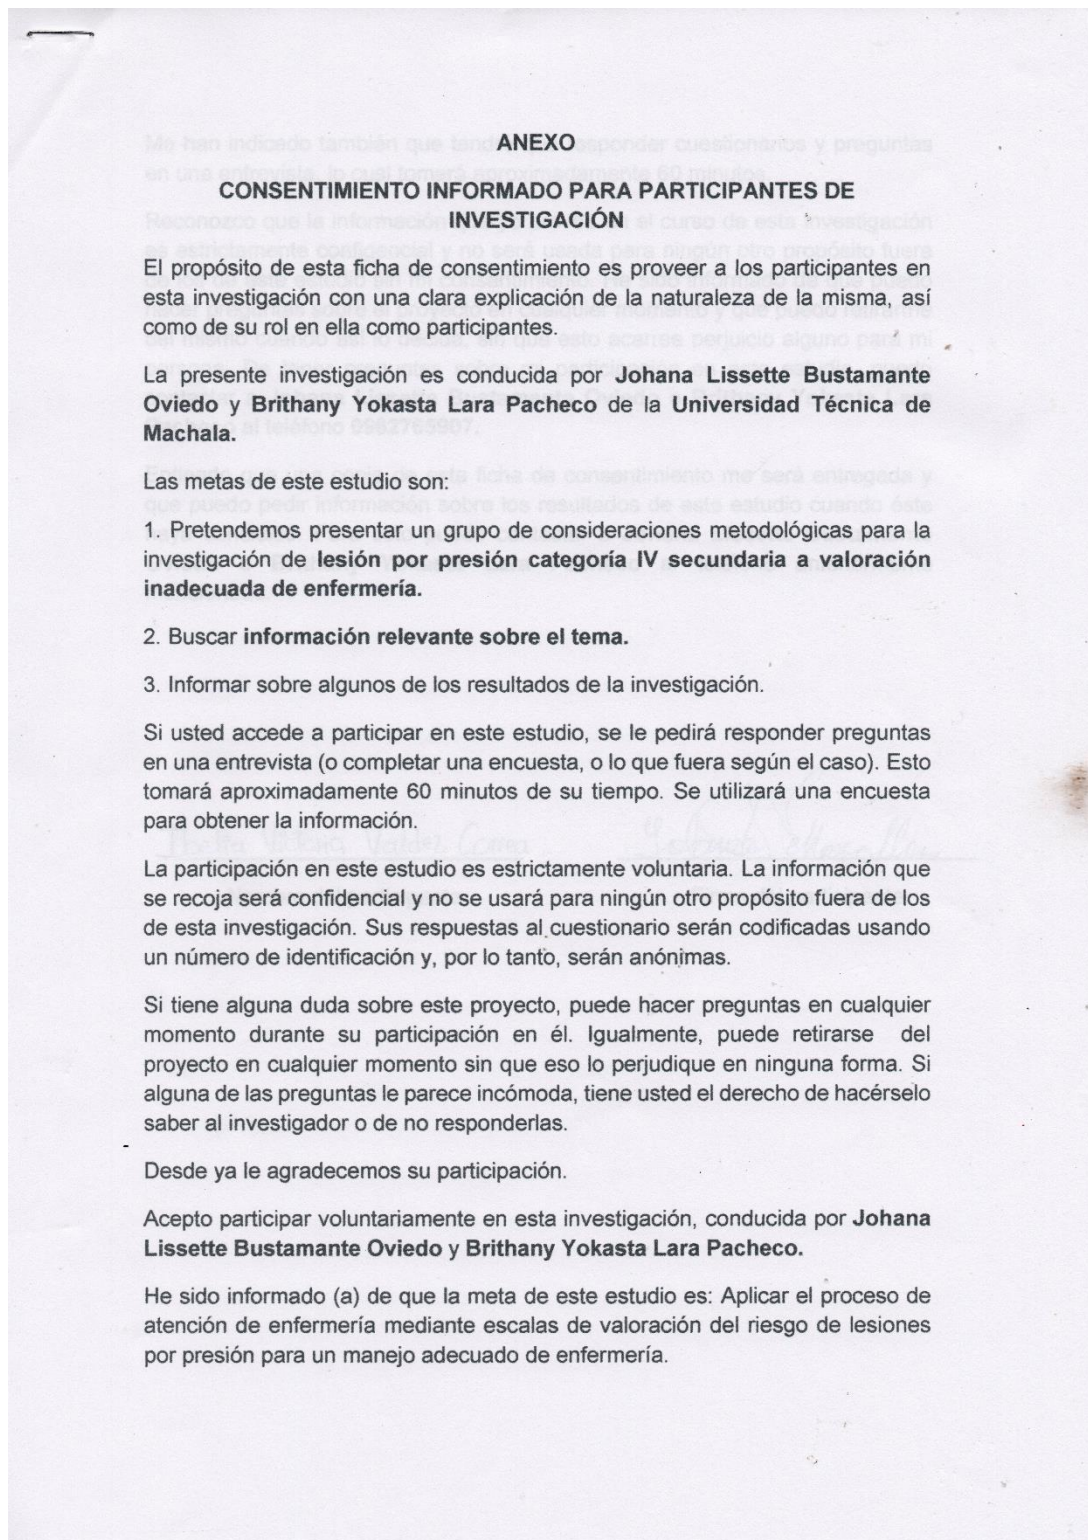 ANEXO
CONSENTIMIENTO INFORMADO PARA PARTICIPANTES DE
INVESTIGACIÓN
El propósito de esta ficha de consentimiento es proveer a los participantes en
esta investigación con una clara explicación de la naturaleza de la misma, así
como de su rol en ella como participantes.
La presente investigación es conducida por Johana Lissette Bustamante
Oviedo y Brithany Yokasta Lara Pacheco de la Universidad Técnica de
Machala.
Las metas de este estudio son:
1. Pretendemos presentar un grupo de consideraciones metodológicas para la
investigación de lesión por presión categoría IV secundaria a valoración
inadecuada de enfermería.
2. Buscar información relevante sobre el tema.
3. Informar sobre algunos de los resultados de la investigación.
Si usted accede a participar en este estudio, se le pedirá responder preguntas
en una entrevista (o completar una encuesta, o lo que fuera según el caso). Esto
tomará aproximadamente 60 minutos de su tiempo. Se utilizará una encuesta
para obtener la información.
La participación en este estudio es estrictamente voluntaria. La información que
se recoja será confidencial y no se usará para ningún otro propósito fuera de los
de esta investigación. Sus respuestas al cuestionario serán codificadas usando
un número de identificación y, por lo tanto, serán anónimas.
Si tiene alguna duda sobre este proyecto, puede hacer preguntas en cualquier
momento durante su participación en él. Igualmente, puede retirarse del
proyecto en cualquier momento sin que eso lo perjudique en ninguna forma. Si
alguna de las preguntas le parece incómoda, tiene usted el derecho de hacérselo
saber al investigador o de no responderlas.
Desde ya le agradecemos su participación.
Acepto participar voluntariamente en esta investigación, conducida por Johana
Lissette Bustamante Oviedo y Brithany Yokasta Lara Pacheco.
He sido informado (a) de que la meta de este estudio es: Aplicar el proceso de
atención de enfermería mediante escalas de valoración del riesgo de lesiones
por presión para un manejo adecuado de enfermería.